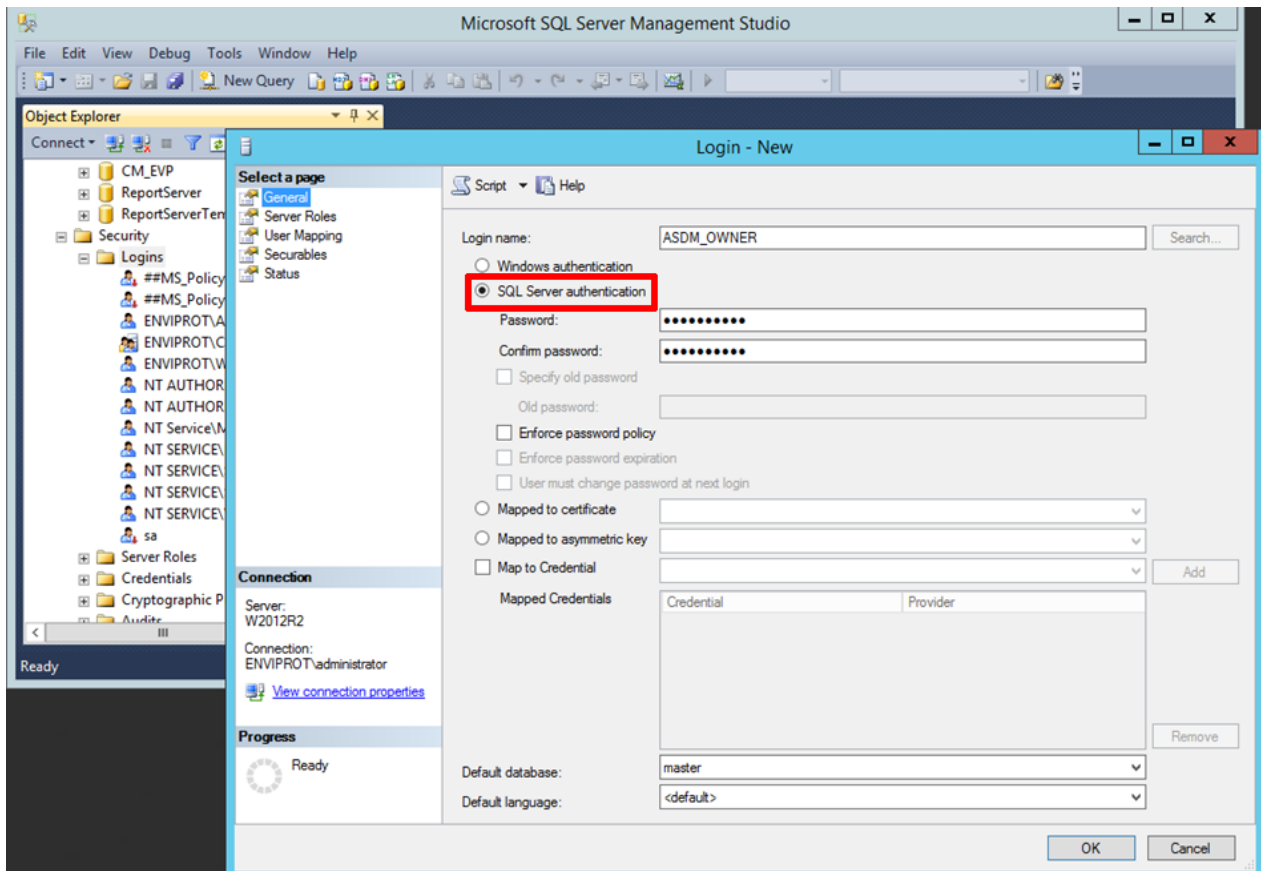 Microsoft SQL Server Management Studio
File Edit View Debug Tools Window Help
New Query
Object Explorer
Connect
CM_EVP
ReportServer
ReportServerTem
Security
Logins
##MS_Policy
##MS_Policy
ENVIPROT\A
ENVIPROT\C
ENVIPROT\W
NT AUTHOR
NT AUTHOR
NT Service\M
NT SERVICE\
NT SERVICE\
NT SERVICE\
NT SERVICE\
sa
Server Roles
Credentials
Cryptographic P
Audits
Ready
Login - New
Select a page
General
Server Roles
User Mapping
Securables
Status
Connection
Server:
W2012R2
Connection:
ENVIPROT\administrator
View connection properties
Progress
Ready
Script Help
Login name: ASDM_OWNER Search...
Windows authentication
SQL Server authentication
Password: ●●●●●●●●●●
Confirm password: ●●●●●●●●●●
Specify old password
Old password:
Enforce password policy
Enforce password expiration
User must change password at next login
Mapped to certificate
Mapped to asymmetric key
Map to Credential Add
Mapped Credentials Credential Provider
Remove
Default database: master
Default language: <default>
OK Cancel